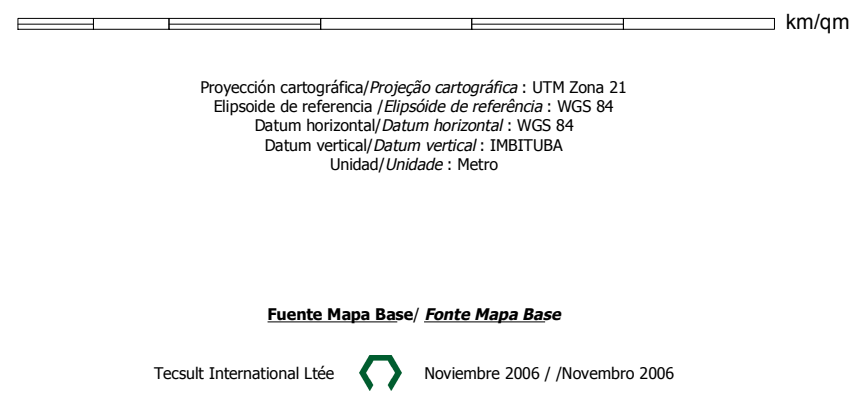 km/qm
Proyección cartográfica/Projeção cartográfica : UTM Zona 21
Elipsoide de referencia /Elipsóide de referência : WGS 84
Datum horizontal/Datum horizontal : WGS 84
Datum vertical/Datum vertical : IMBITUBA
Unidad/Unidade : Metro
Fuente Mapa Base/ Fonte Mapa Base
Tecsult International Ltée Noviembre 2006 / /Novembro 2006